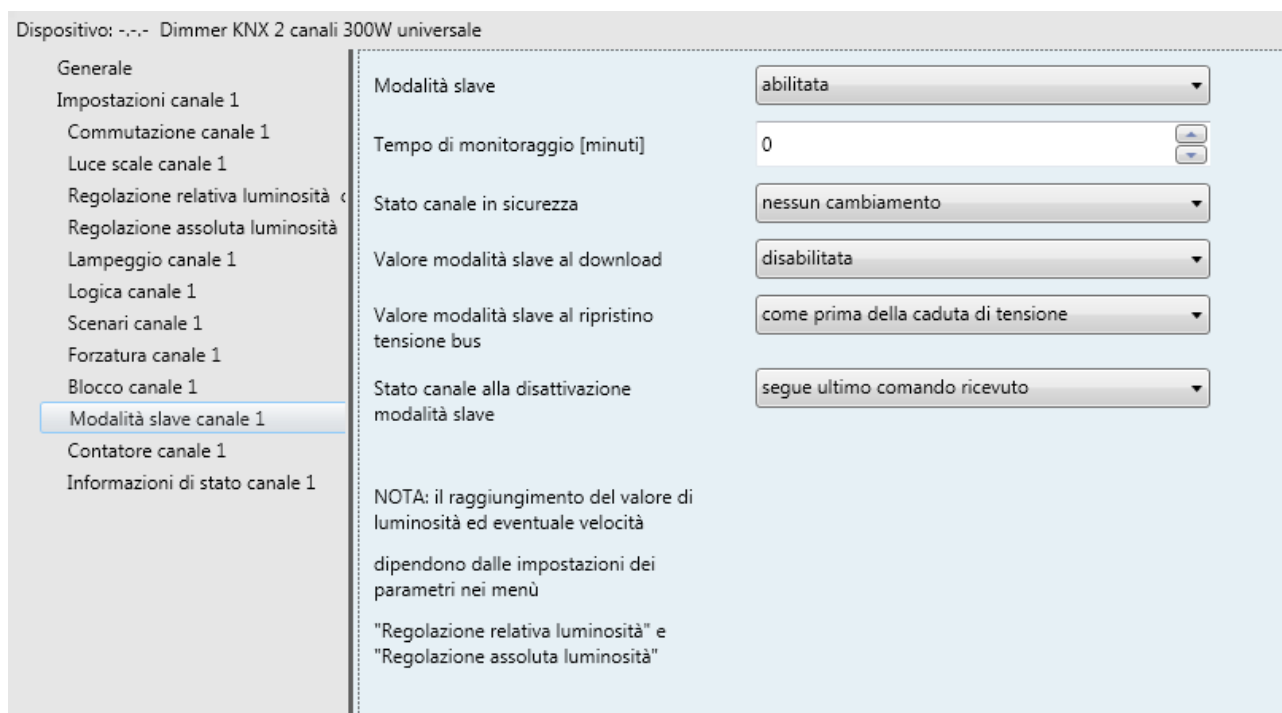 Dispositivo: -.-.- Dimmer KNX 2 canali 300W universale
Generale
Impostazioni canale 1
Commutazione canale 1
Luce scale canale 1
Regolazione relativa luminosità
Regolazione assoluta luminosità
Lampeggio canale 1
Logica canale 1
Scenari canale 1
Forzatura canale 1
Blocco canale 1
Modalità slave canale 1
Contatore canale 1
Informazioni di stato canale 1
Modalità slave
abilitata
Tempo di monitoraggio [minuti]
0
Stato canale in sicurezza
nessun cambiamento
Valore modalità slave al download
disabilitata
Valore modalità slave al ripristino
tensione bus
come prima della caduta di tensione
Stato canale alla disattivazione
modalità slave
segue ultimo comando ricevuto
NOTA: il raggiungimento del valore di
luminosità ed eventuale velocità
dipendono dalle impostazioni dei
parametri nei menù
"Regolazione relativa luminosità" e
"Regolazione assoluta luminosità"